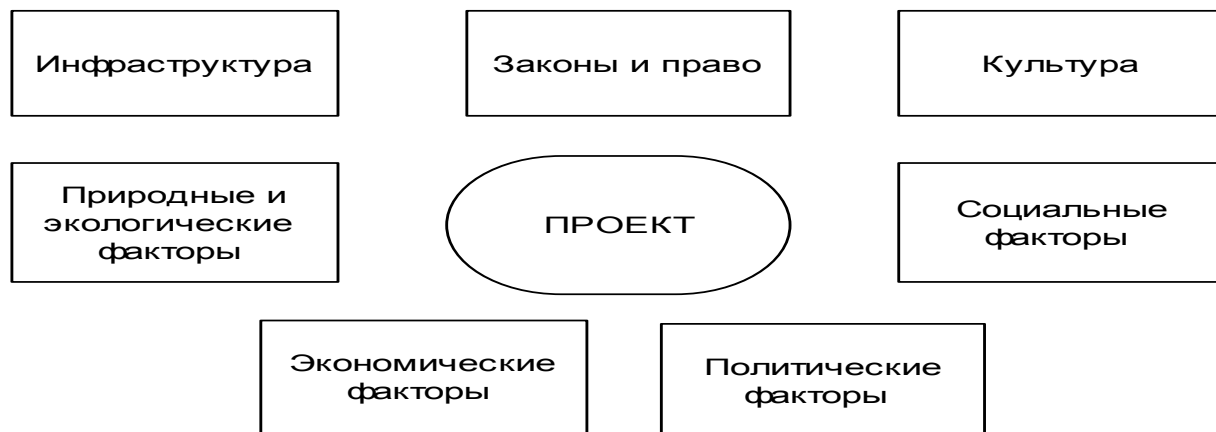 Инфраструктура
Законы и право
Культура
Природные и
экологические
факторы
ПРОЕКТ
Социальные
факторы
Экономические
факторы
Политические
факторы